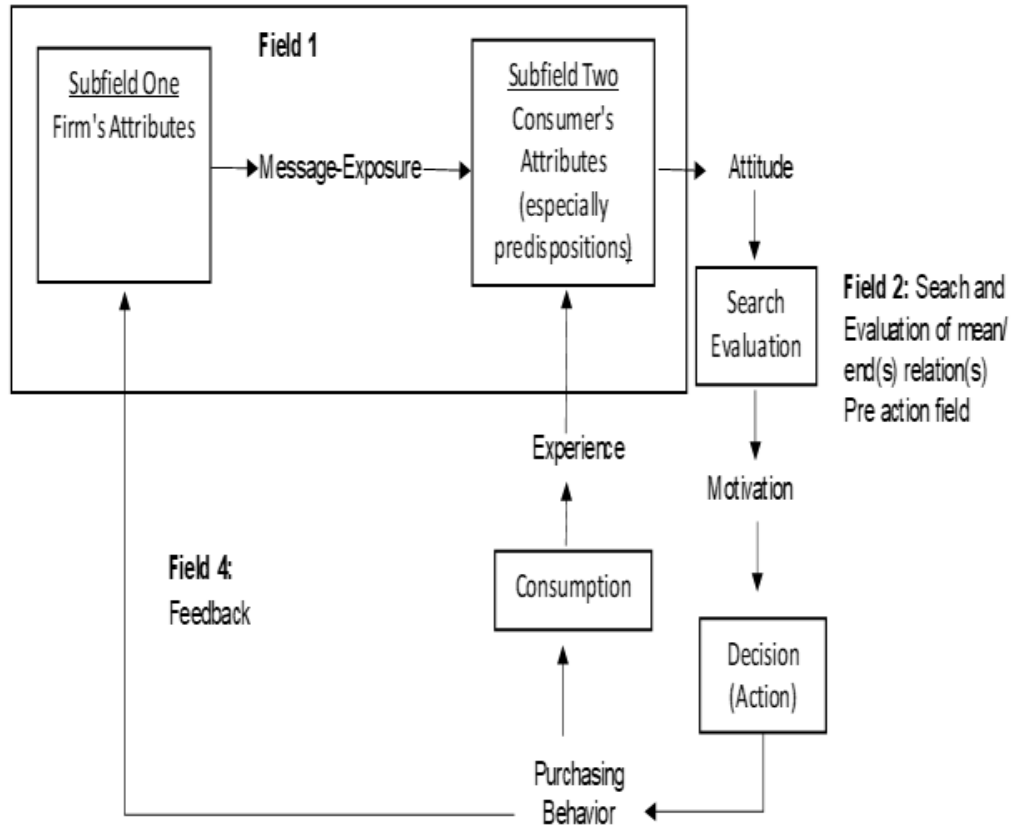 Field 1
Subfield One
Firm's Attributes
Message-Exposure
Subfield Two
Consumer's
Attributes
(especially
predispositions)
Attitude
Search
Evaluation
Field 2: Seach and
Evaluation of mean/
end(s) relation(s)
Pre action field
Experience
Motivation
Field 4:
Feedback
Consumption
Decision
(Action)
Purchasing
Behavior